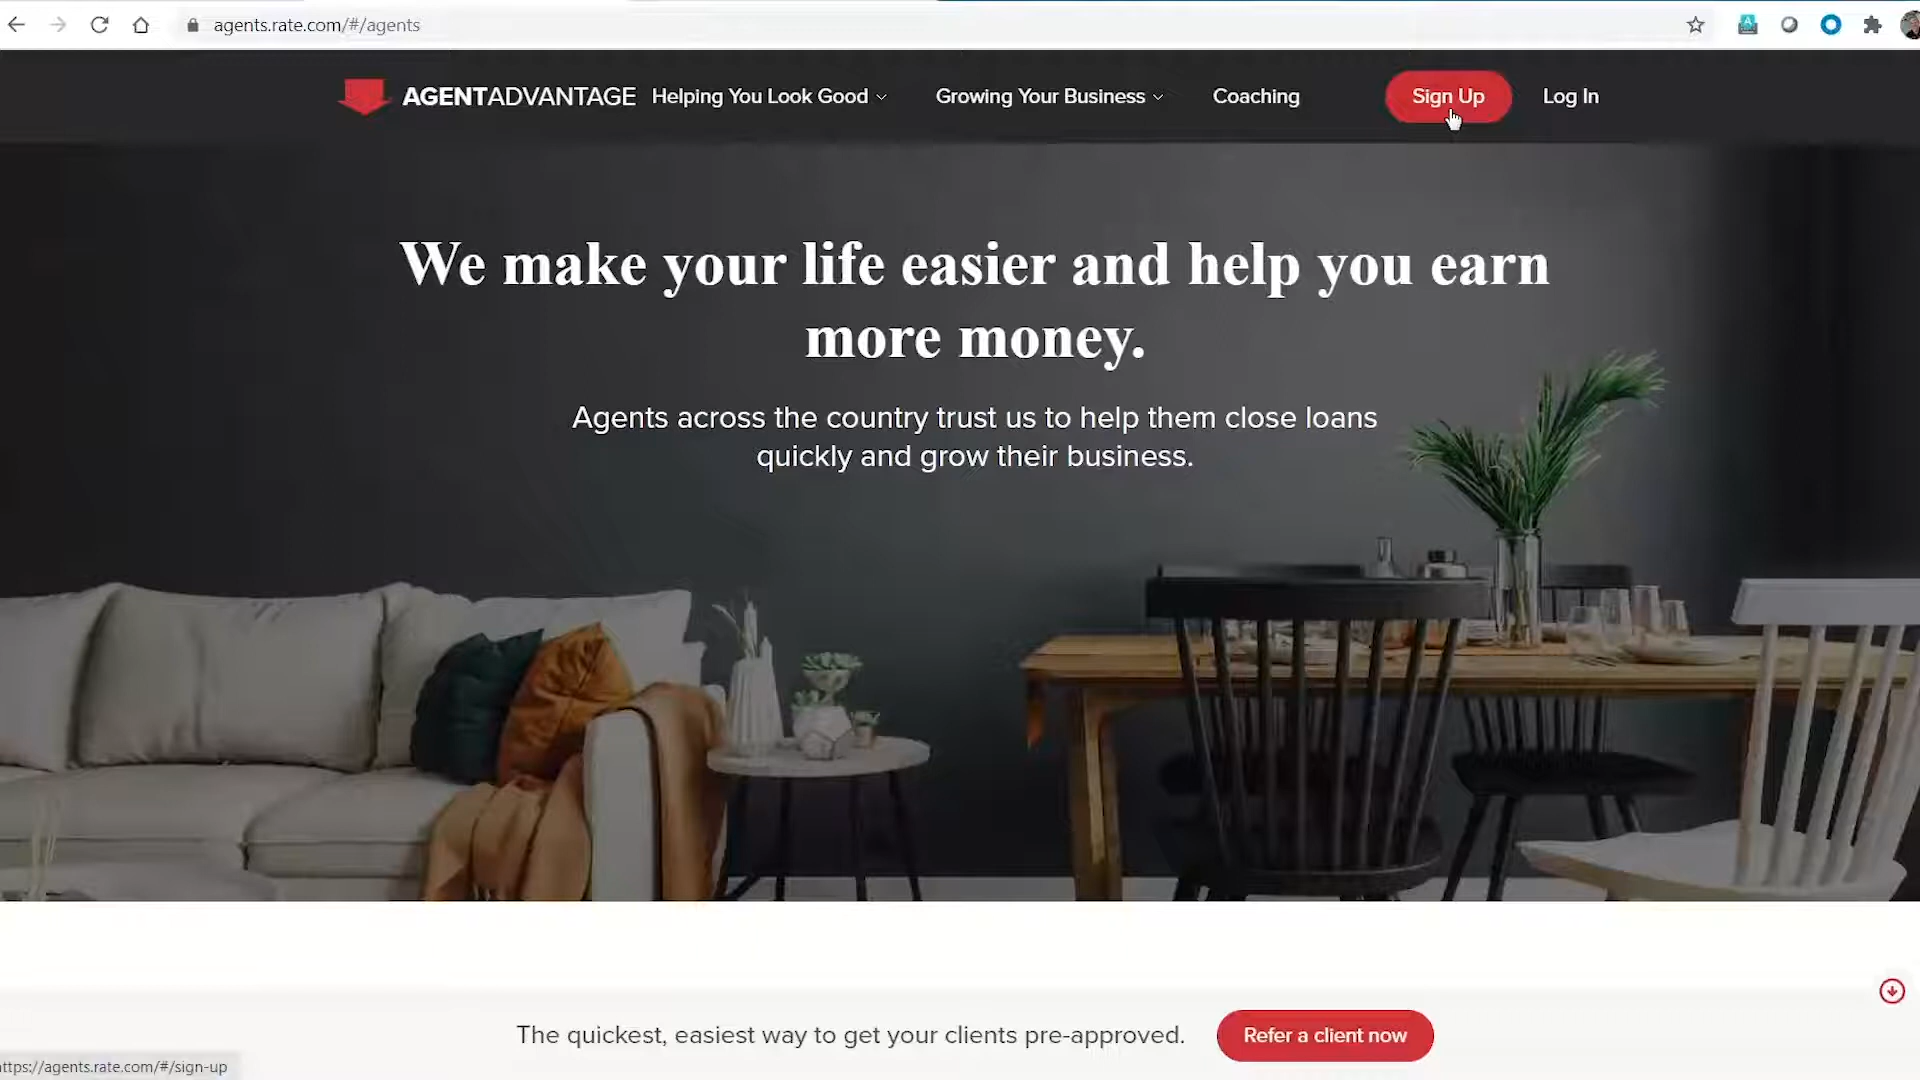 agents.rate.com/#/agents
AGENTADVANTAGE Helping You Look Good Growing Your Business Coaching Sign Up Log In
We make your life easier and help you earn
more money.
Agents across the country trust us to help them close loans
quickly and grow their business.
The quickest, easiest way to get your clients pre-approved. Refer a client now
ttps://agents.rate.com/#/sign-up